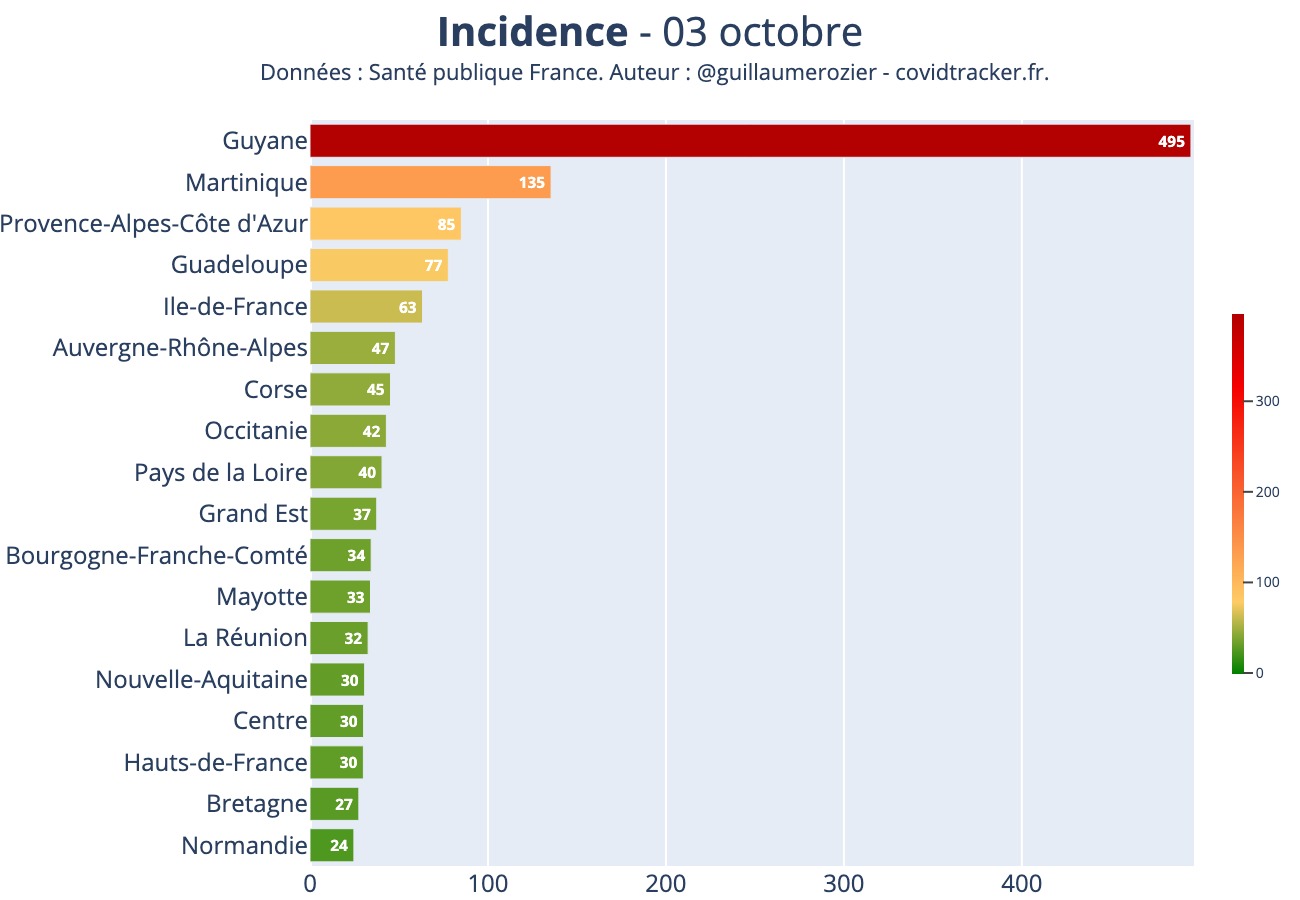 Incidence - 03 octobre
Données : Santé publique France. Auteur : @guillaumerozier - covidtracker.fr.
Guyane 495
Martinique 135
Provence-Alpes-Côte d'Azur 85
Guadeloupe 77
Ile-de-France 63
Auvergne-Rhône-Alpes 47
Corse 45
Occitanie 42
Pays de la Loire 40
Grand Est 37
Bourgogne-Franche-Comté 34
Mayotte 33
La Réunion 32
Nouvelle-Aquitaine 30
Centre 30
Hauts-de-France 30
Bretagne 27
Normandie 24
0 100 200 300 400
300
200
100
0